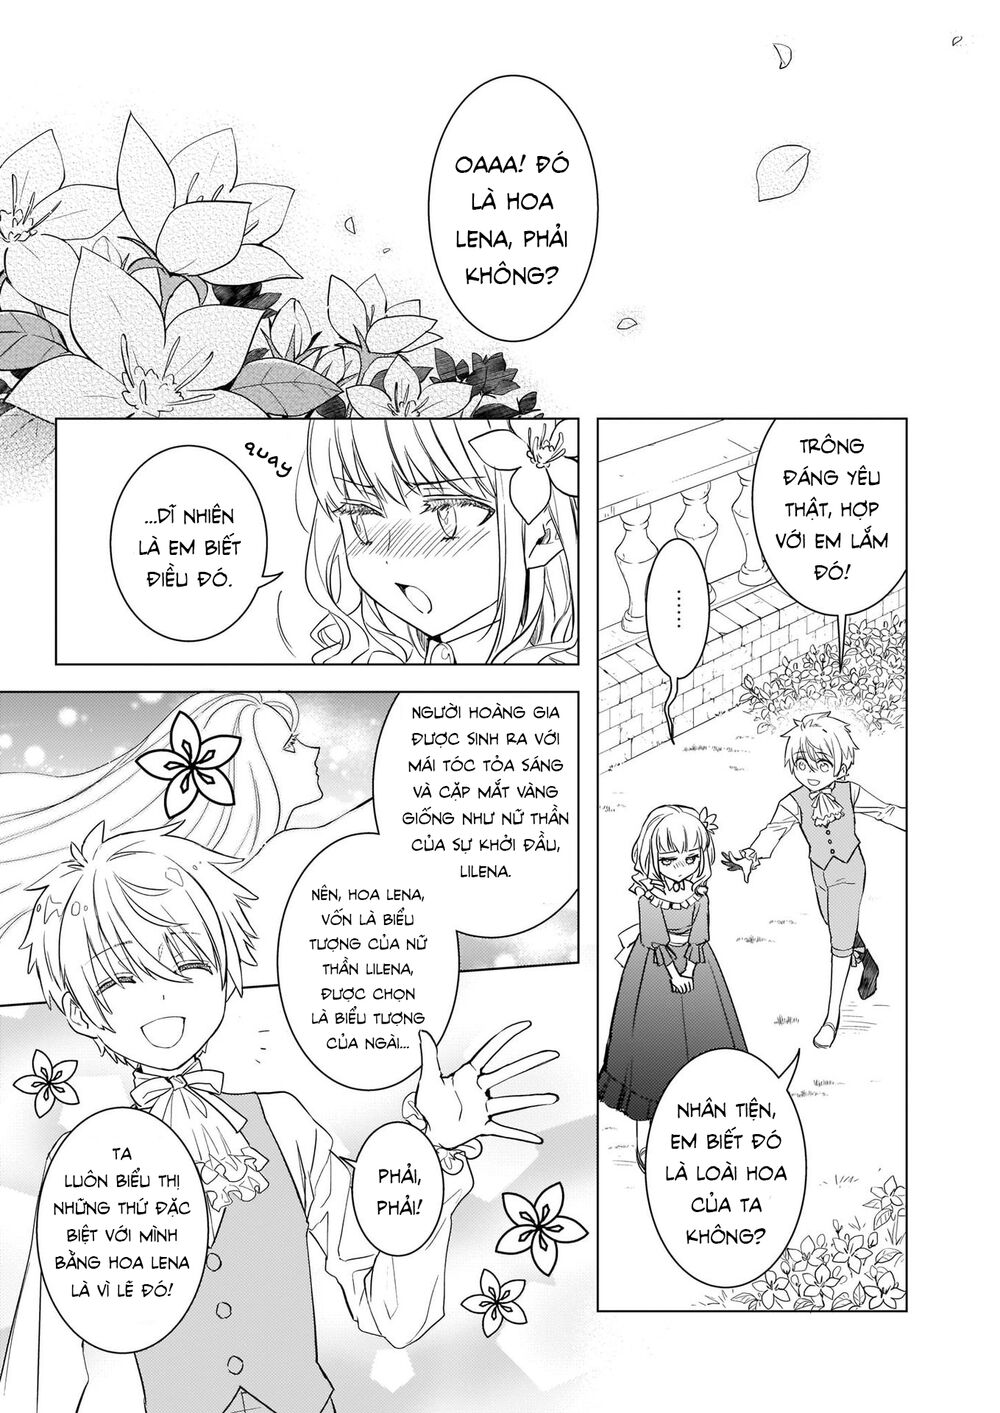 OAAA! ĐÓ
LÀ HOA
LENA, PHẢI
KHÔNG?
TRÔNG
ĐÁNG YÊU
THẬT, HỢP
VỚI EM LẮM
ĐÓ!
.......
NHÂN TIỆN,
EM BIẾT ĐÓ
LÀ LOÀI HOA
CỦA TA
KHÔNG?
quay
...DĨ NHIÊN
LÀ EM BIẾT
ĐIỀU ĐÓ.
NGƯỜI HOÀNG GIA
ĐƯỢC SINH RA VỚI
MÁI TÓC TỎA SÁNG
VÀ CẶP MẮT VÀNG
GIỐNG NHƯ NỮ THẦN
CỦA SỰ KHỞI ĐẦU,
LILENA.
NÊN, HOA LENA,
VỐN LÀ BIỂU
TƯỢNG CỦA NỮ
THẦN LILENA,
ĐƯỢC CHỌN
LÀ BIỂU TƯỢNG
CỦA NGÀI...
PHẢI,
PHẢI!
TA
LUÔN BIỂU THỊ
NHỮNG THỨ ĐẶC
BIỆT VỚI MÌNH
BẰNG HOA LENA
LÀ VÌ LẼ ĐÓ!